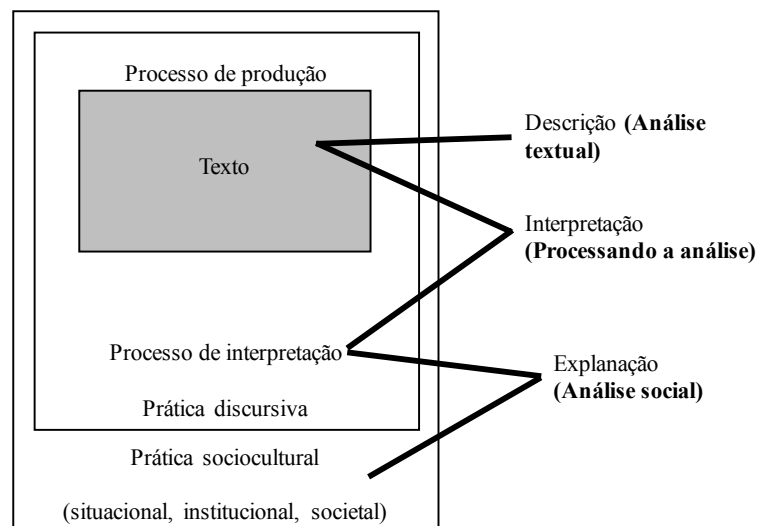 Processo de produção
Texto
Descrição (Análise
textual)
Interpretação
(Processando a análise)
Processo de interpretação
Explanação
(Análise social)
Prática discursiva
Prática sociocultural
(situacional, institucional, societal)